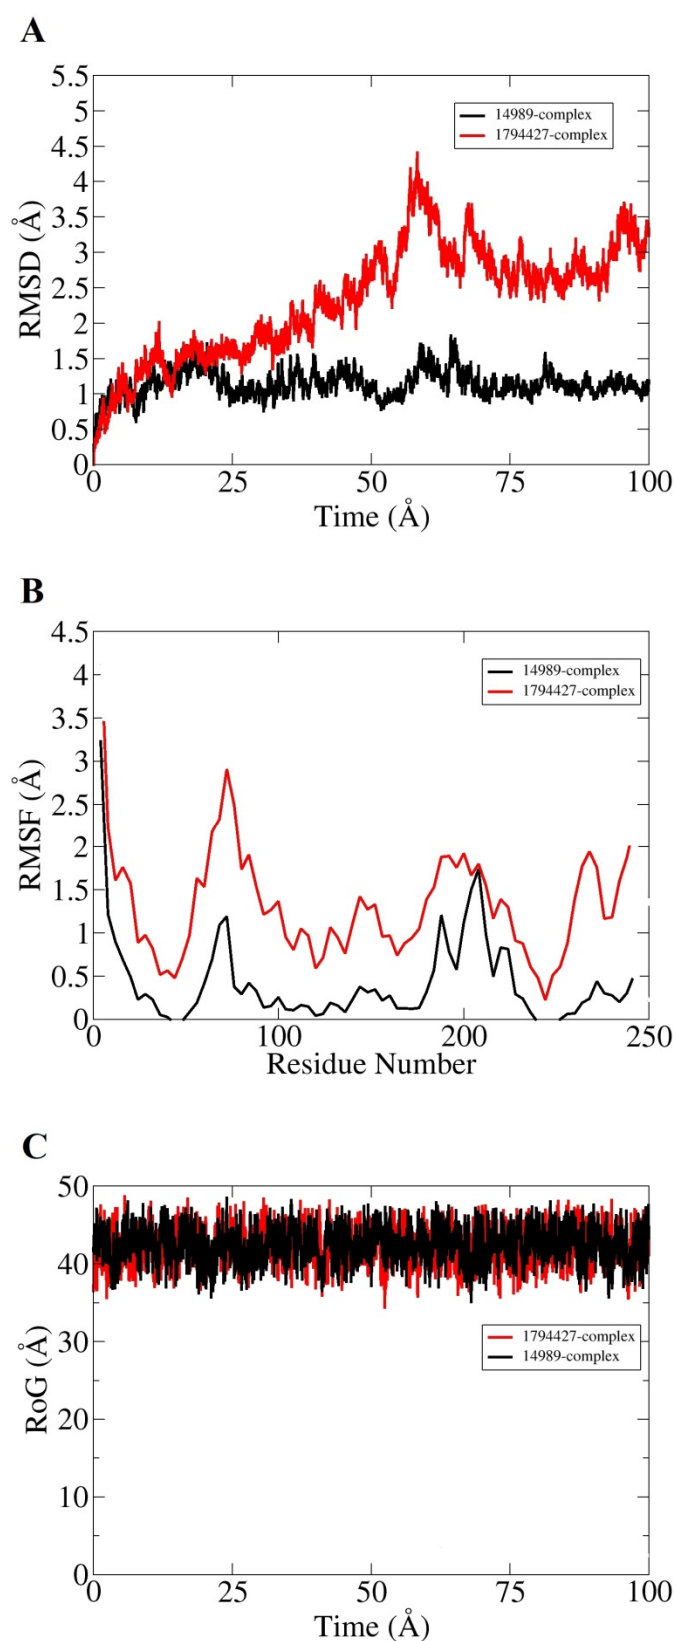 A
5.5
5
4.5
4
3.5
3
2.5
2
1.5
1
0.5
0
RMSD (Å)
14989-complex
1794427-complex
0 25 50 75 100
Time (Å)
B
4.5
4
3.5
3
2.5
2
1.5
1
0.5
0
RMSF (Å)
14989-complex
1794427-complex
0 100 200 250
Residue Number
C
50
40
30
20
10
0
RoG (Å)
1794427-complex
14989-complex
0 25 50 75 100
Time (Å)